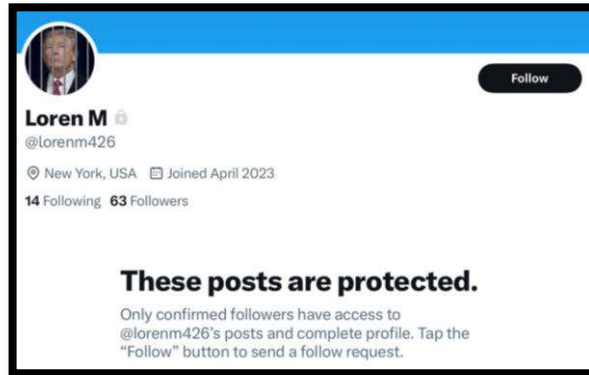 Follow
Loren M
@lorenm426
New York, USA Joined April 2023
14 Following 63 Followers
These posts are protected.
Only confirmed followers have access to
@lorenm426's posts and complete profile. Tap the
“Follow” button to send a follow request.